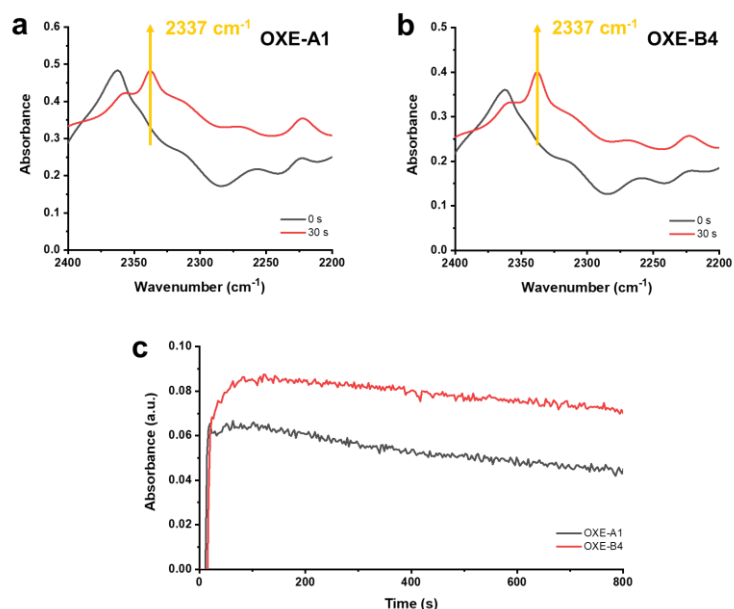 a
2337 cm⁻¹
OXE-A1
0.6
0.5
0.4
0.3
0.2
0.1
0.0
Absorbance
0 s
30 s
2400
2350
2300
2250
2200
Wavenumber (cm⁻¹)
b
2337 cm⁻¹
OXE-B4
0.5
0.4
0.3
0.2
0.1
0.0
Absorbance
0 s
30 s
2400
2350
2300
2250
2200
Wavenumber (cm⁻¹)
c
0.10
0.08
0.06
0.04
0.02
0.00
Absorbance (a.u.)
OXE-A1
OXE-B4
0
200
400
600
800
Time (s)